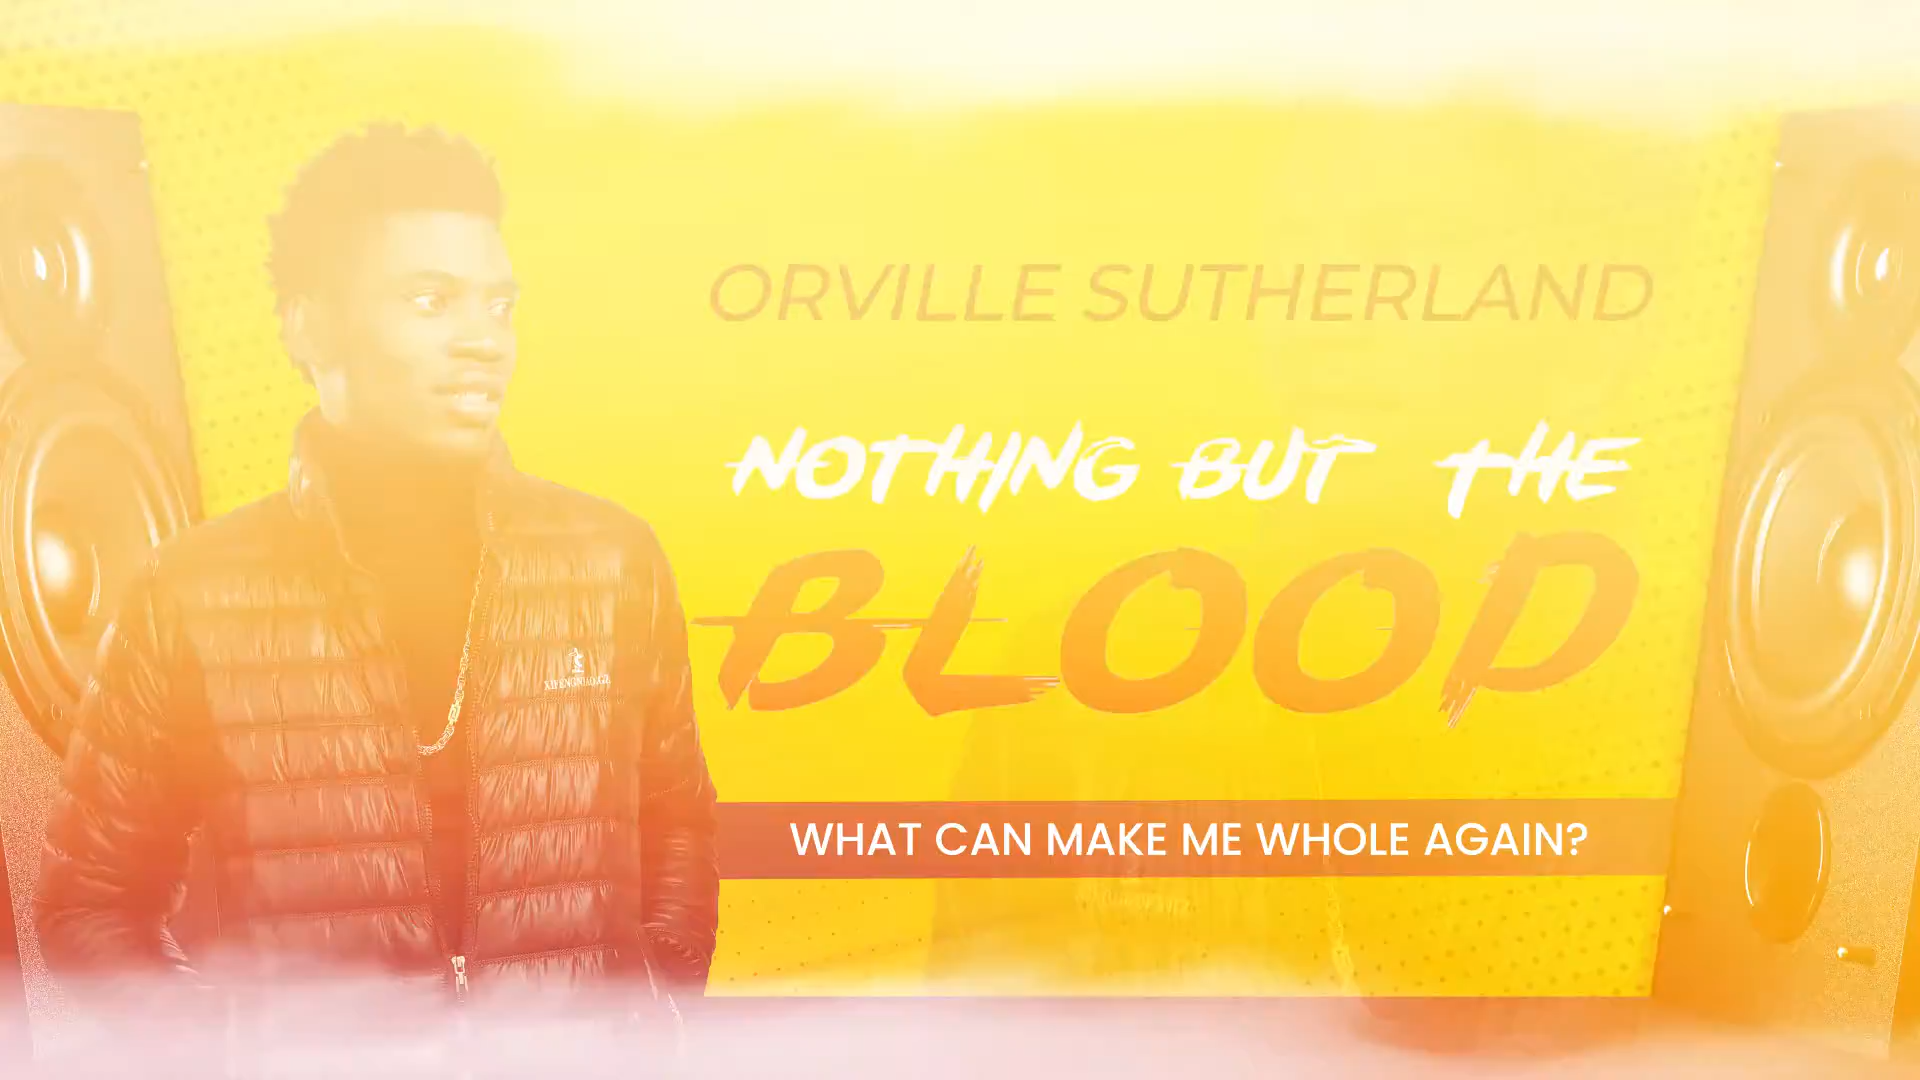 ORVILLE SUTHERLAND
NOTHING BUT THE
BLOOD
WHAT CAN MAKE ME WHOLE AGAIN?